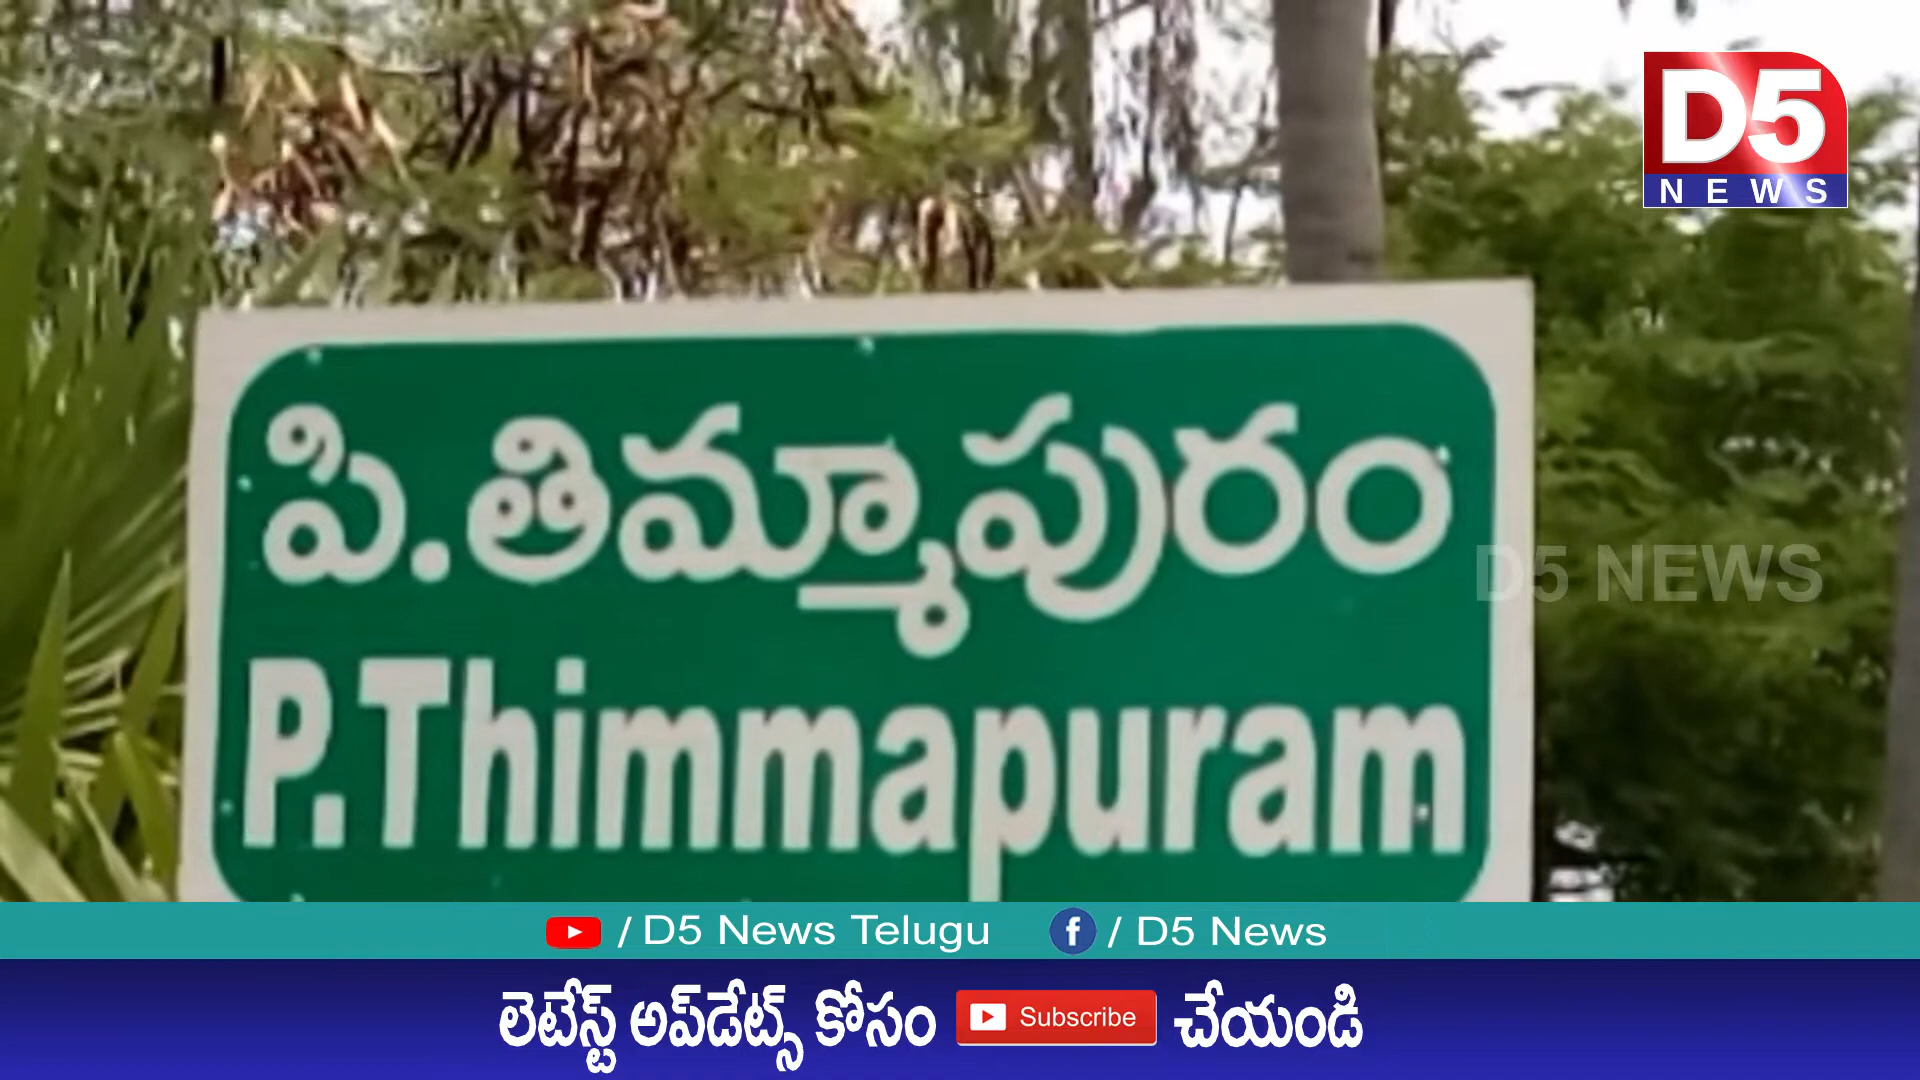 D5
NEWS
పి.తిమ్మాపురం
D5 NEWS
P.Thimmapuram
/ D5 News Telugu
/ D5 News
లెటేస్ట్ అప్‌డేట్స్ కోసం Subscribe చేయండి